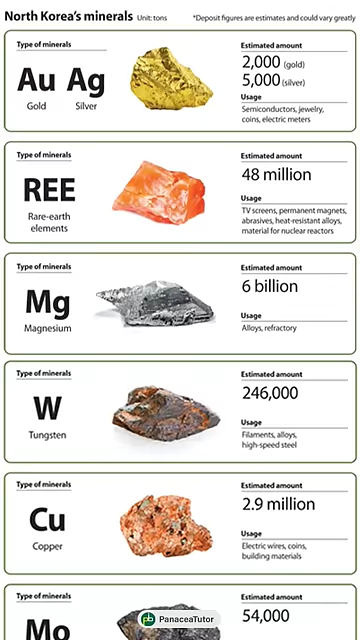 North Korea's minerals Unit: tons *Deposit figures are estimates and could vary greatly
Type of minerals
Au Ag
Gold Silver
Estimated amount
2,000 (gold)
5,000 (silver)
Usage
Semiconductors, jewelry,
coins, electric meters
Type of minerals
REE
Rare-earth
elements
Estimated amount
48 million
Usage
TV screens, permanent magnets,
abrasives, heat-resistant alloys,
material for nuclear reactors
Type of minerals
Mg
Magnesium
Estimated amount
6 billion
Usage
Alloys, refractory
Type of minerals
W
Tungsten
Estimated amount
246,000
Usage
Filaments, alloys,
high-speed steel
Type of minerals
Cu
Copper
Estimated amount
2.9 million
Usage
Electric wires, coins,
building materials
Type of minerals
Mo
Estimated amount
54,000
pb PanaceaTutor